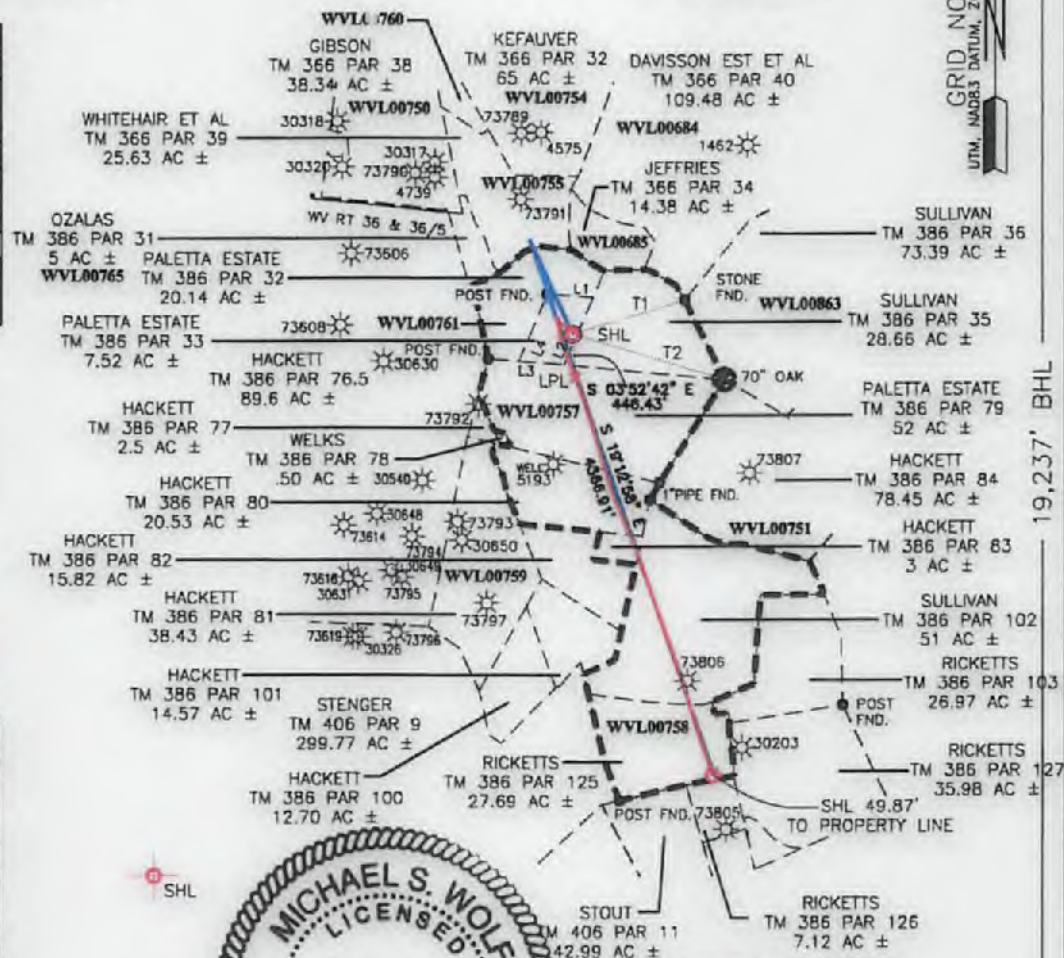 WVL00760
GIBSON
TM 366 PAR 38
38.34 AC ±
WVL00750
KEFAUVER
TM 366 PAR 32
65 AC ±
WVL00754
DAVISSON EST ET AL
TM 366 PAR 40
109.48 AC ±
WVL00684
GRID NO
UTM, NAD83 DATUM, Z
WHITEHAIR ET AL
TM 366 PAR 39
25.63 AC ±
30318
30320
30317
73790
4739
73789
4575
1462
WVL00755
73791
JEFFRIES
TM 366 PAR 34
14.38 AC ±
WV RT 36 & 36/5
OZALAS
TM 386 PAR 31
5 AC ±
73606
WVL00685
SULLIVAN
TM 386 PAR 36
73.39 AC ±
WVL00765
PALETTA ESTATE
TM 386 PAR 32
20.14 AC ±
POST FND.
L1
T1
STONE
FND.
WVL00863
SULLIVAN
TM 386 PAR 35
28.66 AC ±
PALETTA ESTATE
TM 386 PAR 33
7.52 AC ±
73608
WVL00761
POST FND.
30630
L4
L2
L3
LPL
SHL
T2
70" OAK
S 03°52'42" E
446.43'
HACKETT
TM 386 PAR 76.5
89.6 AC ±
PALETTA ESTATE
TM 386 PAR 79
52 AC ±
HACKETT
TM 386 PAR 77
2.5 AC ±
73792
WVL00757
WELKS
TM 386 PAR 78
.50 AC ±
WELL
5193
30540
73807
HACKETT
TM 386 PAR 84
78.45 AC ±
1"PIPE FND.
HACKETT
TM 386 PAR 80
20.53 AC ±
30648
73614
73793
73794
30650
30649
WVL00751
HACKETT
TM 386 PAR 83
3 AC ±
HACKETT
TM 386 PAR 82
15.82 AC ±
73616
30631
73795
WVL00759
73797
HACKETT
TM 386 PAR 81
38.43 AC ±
73619
30326
73796
SULLIVAN
TM 386 PAR 102
51 AC ±
HACKETT
TM 386 PAR 101
14.57 AC ±
73806
RICKETTS
TM 386 PAR 103
26.97 AC ±
POST
FND.
STENGER
TM 406 PAR 9
299.77 AC ±
WVL00758
30203
HACKETT
TM 386 PAR 100
12.70 AC ±
RICKETTS
TM 386 PAR 125
27.69 AC ±
RICKETTS
TM 386 PAR 127
35.98 AC ±
POST FND.
73805
SHL 49.87'
TO PROPERTY LINE
SHL
MICHAEL S. WOLF
LICENSED
STOUT
TM 406 PAR 11
42.99 AC ±
RICKETTS
TM 386 PAR 126
7.12 AC ±
19,237' BHL